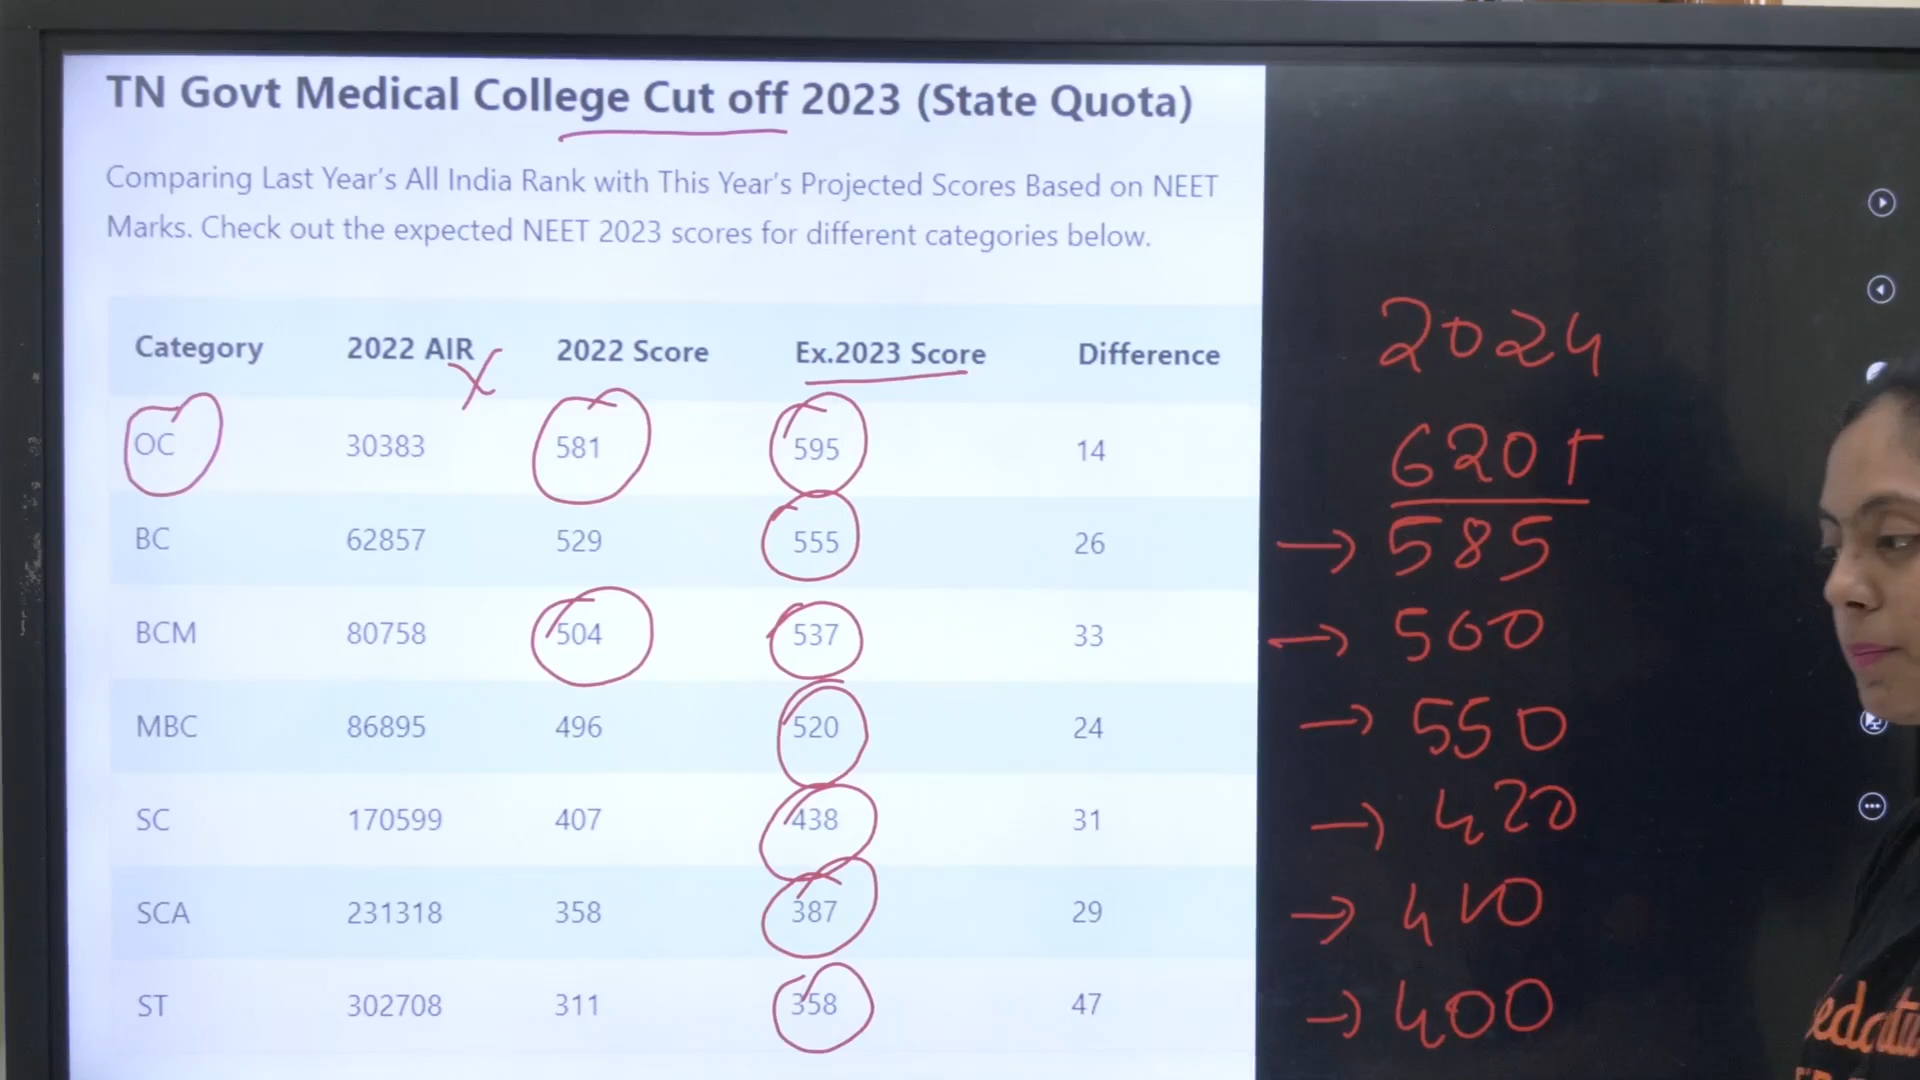 TN Govt Medical College Cut off 2023 (State Quota)
Comparing Last Year's All India Rank with This Year's Projected Scores Based on NEET
Marks. Check out the expected NEET 2023 scores for different categories below.
Category 2022 AIR 2022 Score Ex.2023 Score Difference
OC 30383 581 595 14
BC 62857 529 555 26
BCM 80758 504 537 33
MBC 86895 496 520 24
SC 170599 407 438 31
SCA 231318 358 387 29
ST 302708 311 358 47
2024
620+
→ 585
→ 560
→ 550
→ 420
→ 410
→ 400